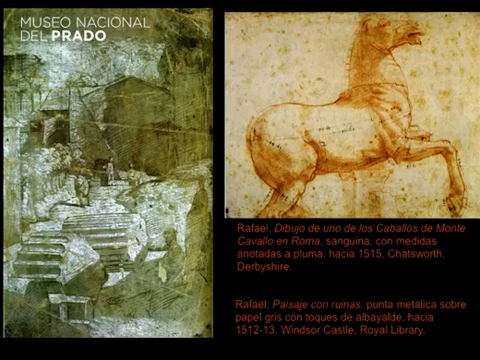 MUSEO NACIONAL
DEL PRADO
Rafael, Dibujo de uno de los Caballos de Monte
Cavallo en Roma, sanguina, con medidas
anotadas a pluma, hacia 1515, Chatsworth,
Derbyshire.
Rafael, Paisaje con ruinas, punta metálica sobre
papel gris con toques de albayalde, hacia
1512-13. Windsor Castle, Royal Library.